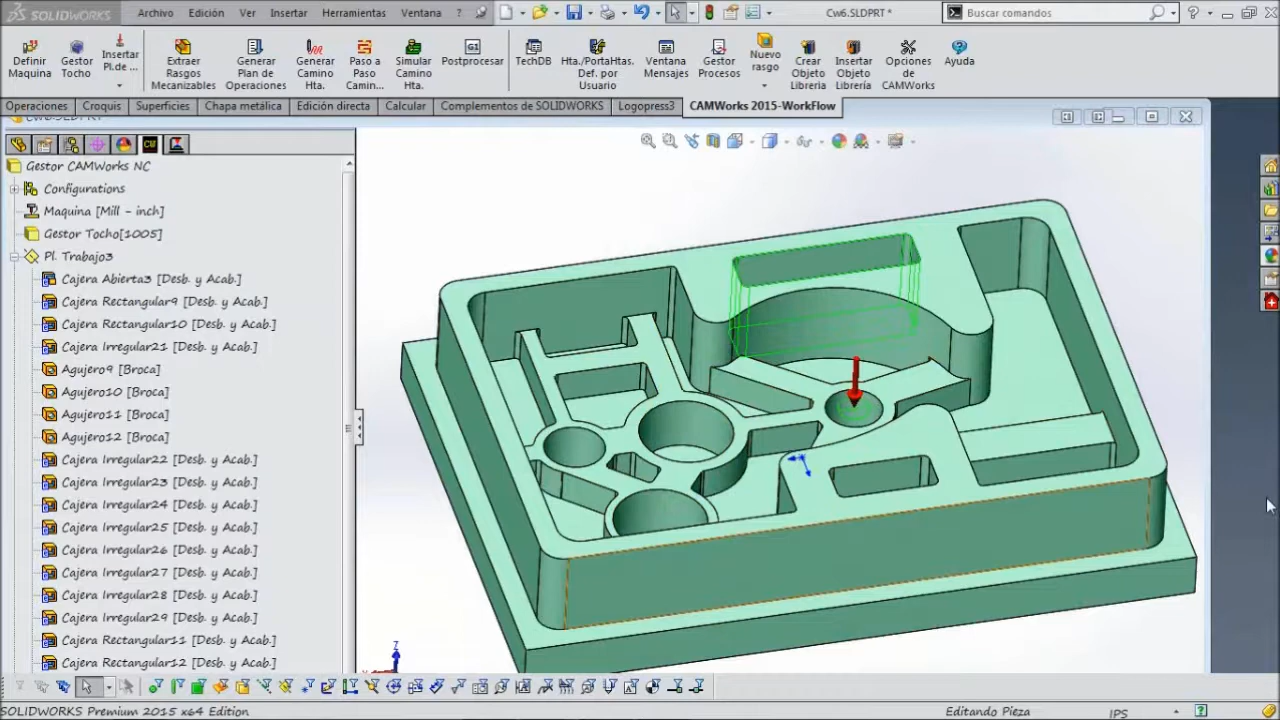 SOLIDWORKS Archivo Edición Ver Insertar Herramientas Ventana ? Cw6.SLDPRT * Buscar comandos
Definir Maquina
Gestor Tocho
Insertar Pl.de ...
Extraer Rasgos Mecanizables
Generar Plan de Operaciones
Generar Camino Hta.
Paso a Paso Camin...
Simular Camino Hta.
G1
Postprocesar
TechDB
Hta./PortaHtas. Def. por Usuario
Ventana Mensajes
Gestor Procesos
Nuevo rasgo
Crear Objeto Libreria
Insertar Objeto Librería
Opciones de CAMWorks
Ayuda
Operaciones Croquis Superficies Chapa metálica Edición directa Calcular Complementos de SOLIDWORKS Logopress3 CAMWorks 2015-WorkFlow
Gestor CAMWorks NC
Configurations
Maquina [Mill - inch]
Gestor Tocho[1005]
Pl. Trabajo3
Cajera Abierta3 [Desb. y Acab.]
Cajera Rectangular9 [Desb. y Acab.]
Cajera Rectangular10 [Desb. y Acab.]
Cajera Irregular21 [Desb. y Acab.]
Agujero9 [Broca]
Agujero10 [Broca]
Agujero11 [Broca]
Agujero12 [Broca]
Cajera Irregular22 [Desb. y Acab.]
Cajera Irregular23 [Desb. y Acab.]
Cajera Irregular24 [Desb. y Acab.]
Cajera Irregular25 [Desb. y Acab.]
Cajera Irregular26 [Desb. y Acab.]
Cajera Irregular27 [Desb. y Acab.]
Cajera Irregular28 [Desb. y Acab.]
Cajera Irregular29 [Desb. y Acab.]
Cajera Rectangular11 [Desb. y Acab.]
Cajera Rectangular12 [Desb. y Acab.]
Z
SOLIDWORKS Premium 2015 x64 Edition Editando Pieza IPS